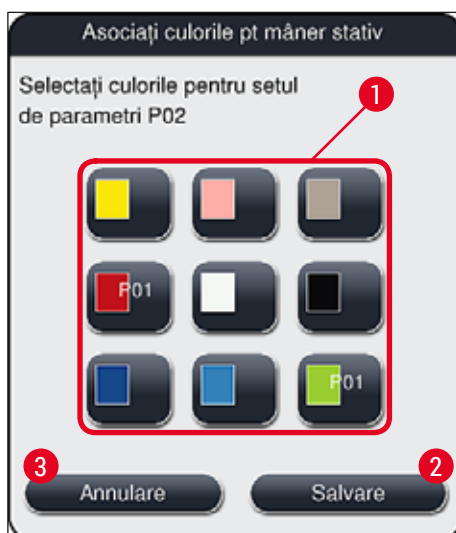 Asociați culorile pt mâner stativ
Selectați culorile pentru setul
de parametri P02
1
P01
P01
3
2
Annulare
Salvare